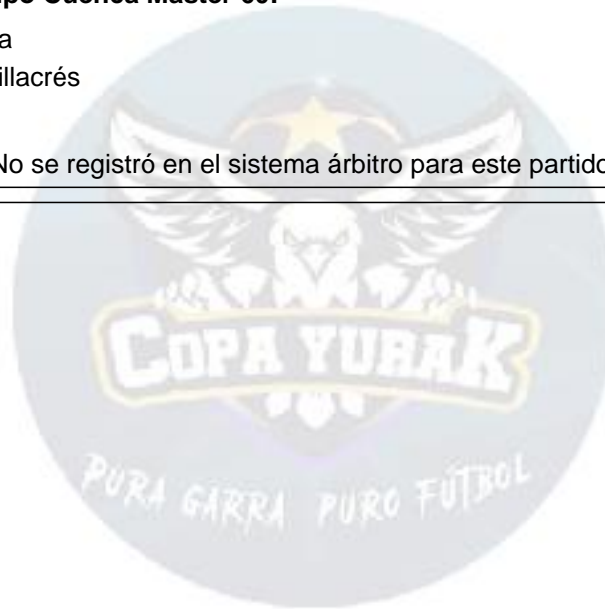 po Cuenca Master 60:
a
illacrés
No se registró en el sistema árbitro para este partido
COPA YURAK
PURA GARRA PURO FÚTBOL